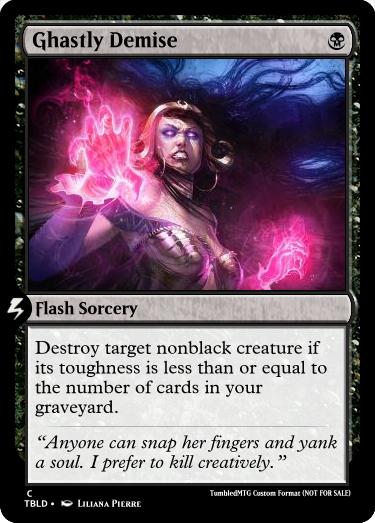 Ghastly Demise
Flash Sorcery
Destroy target nonblack creature if
its toughness is less than or equal to
the number of cards in your
graveyard.
“Anyone can snap her fingers and yank
a soul. I prefer to kill creatively.”
C
TBLD • Liliana Pierre
TumbledMTG Custom Format (NOT FOR SALE)